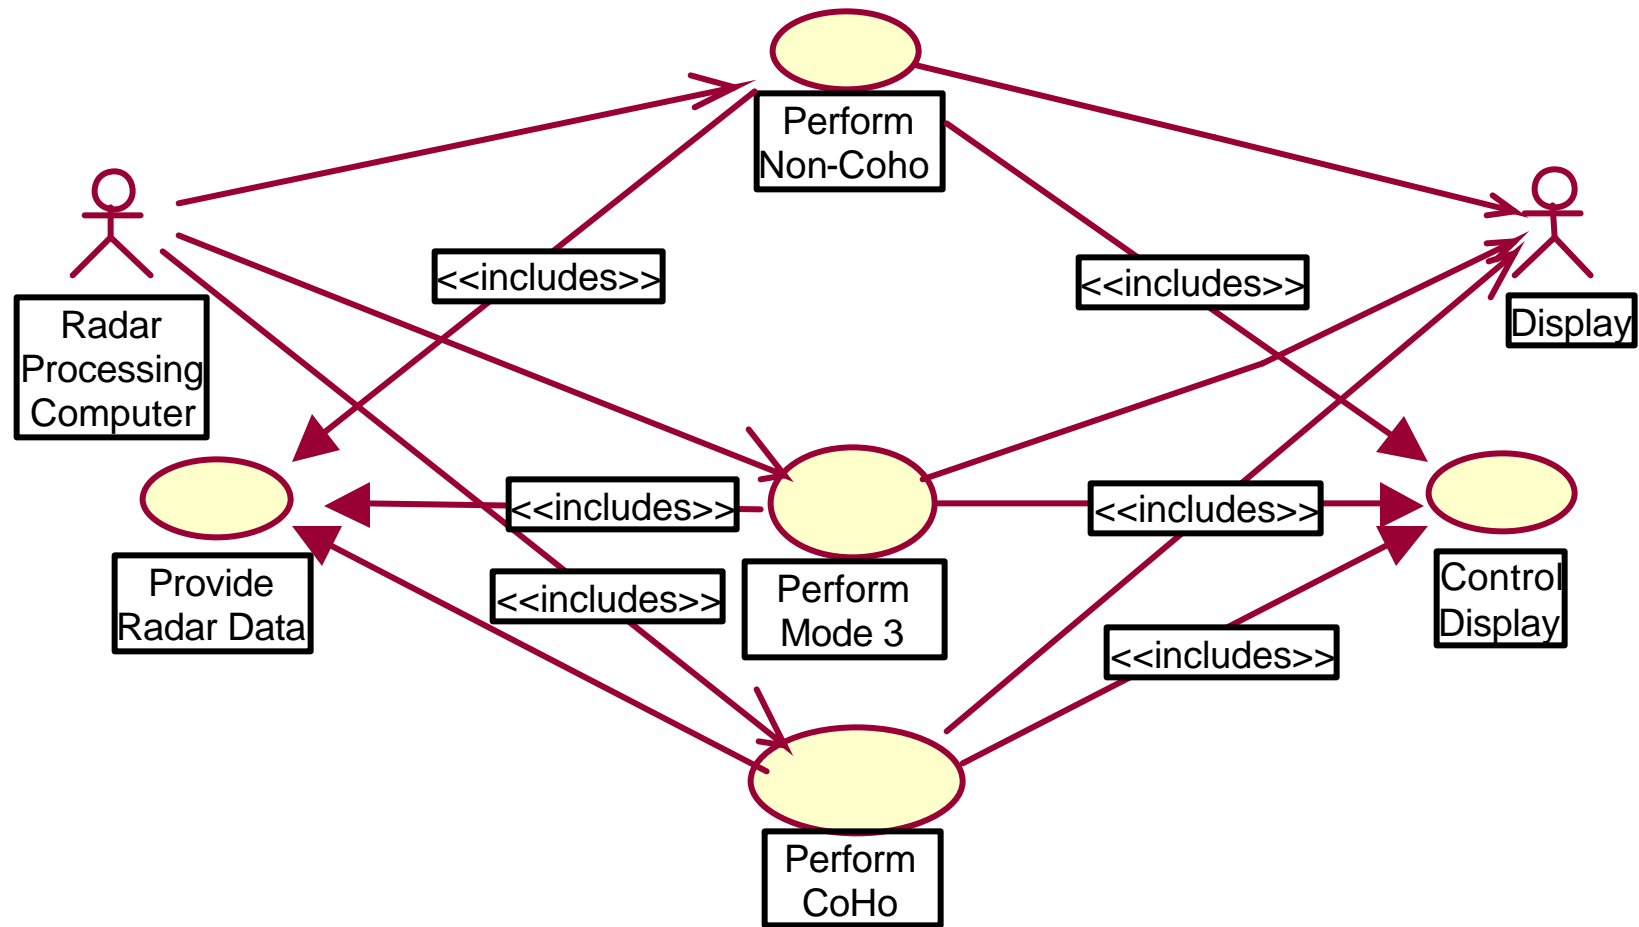 Perform
Non-Coho
<<includes>>
<<includes>>
Radar
Processing
Computer
Display
<<includes>>
<<includes>>
Provide
Radar Data
<<includes>>
Perform
Mode 3
Control
Display
<<includes>>
Perform
CoHo